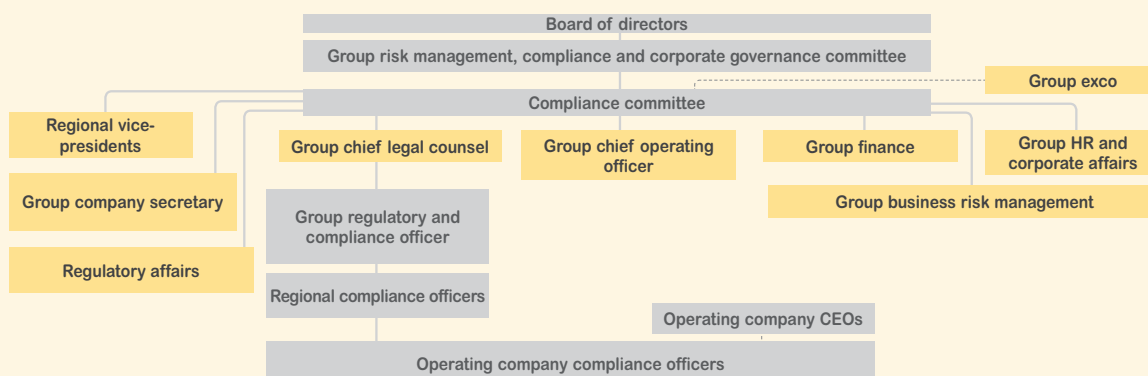 Board of directors
Group risk management, compliance and corporate governance committee
Group exco
Compliance committee
Regional vice-
presidents
Group chief legal counsel
Group chief operating
officer
Group finance
Group HR and
corporate affairs
Group company secretary
Group business risk management
Group regulatory and
compliance officer
Regulatory affairs
Regional compliance officers
Operating company CEOs
Operating company compliance officers